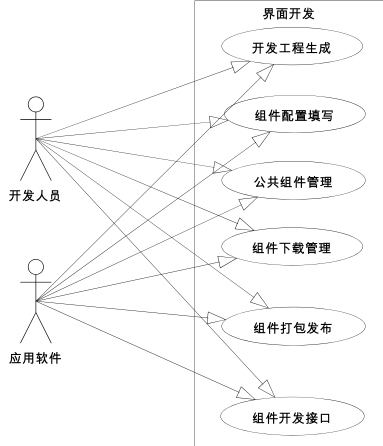 界面开发
开发工程生成
组件配置填写
开发人员
公共组件管理
组件下载管理
应用软件
组件打包发布
组件开发接口